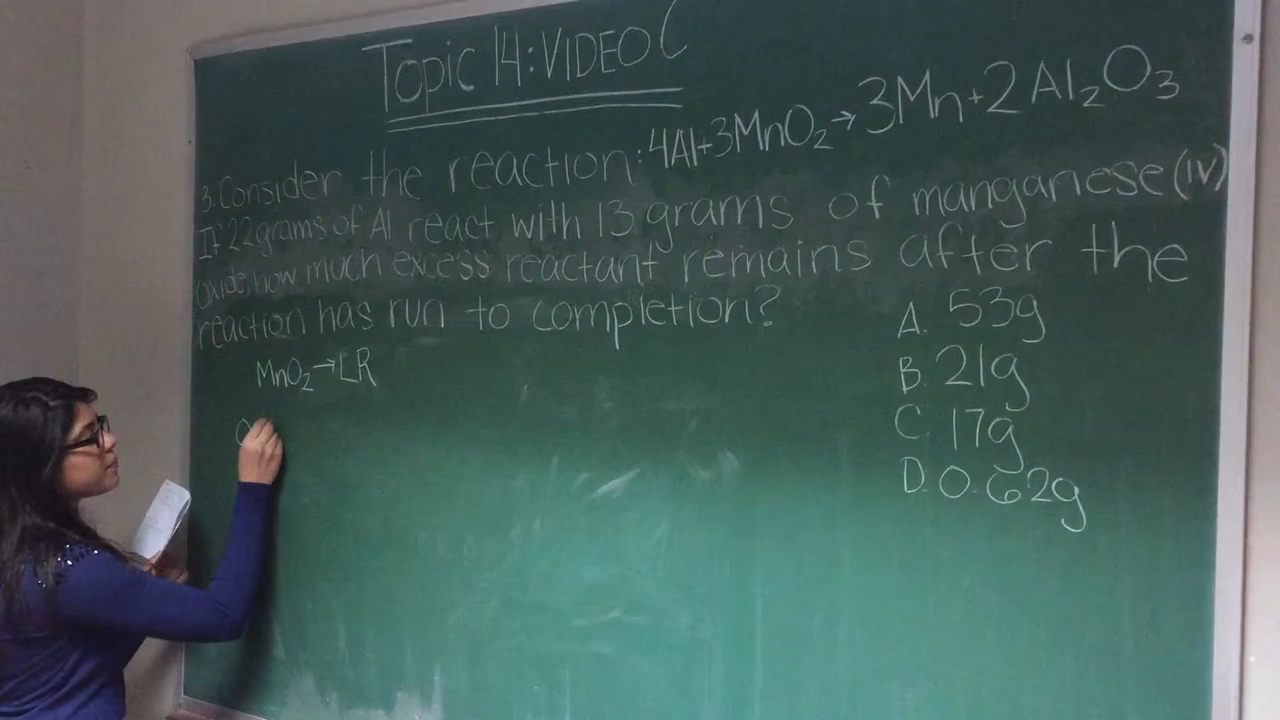 Topic 14: VIDEO C
3. Consider the reaction: 4Al+3MnO₂→3Mn+2Al₂O₃
If 22grams of Al react with 13 grams of manganese (IV)
oxide, how much excess reactant remains after the
reaction has run to completion?
A. 53g
MnO₂→LR
B. 21g
C. 17g
D. 0.62g